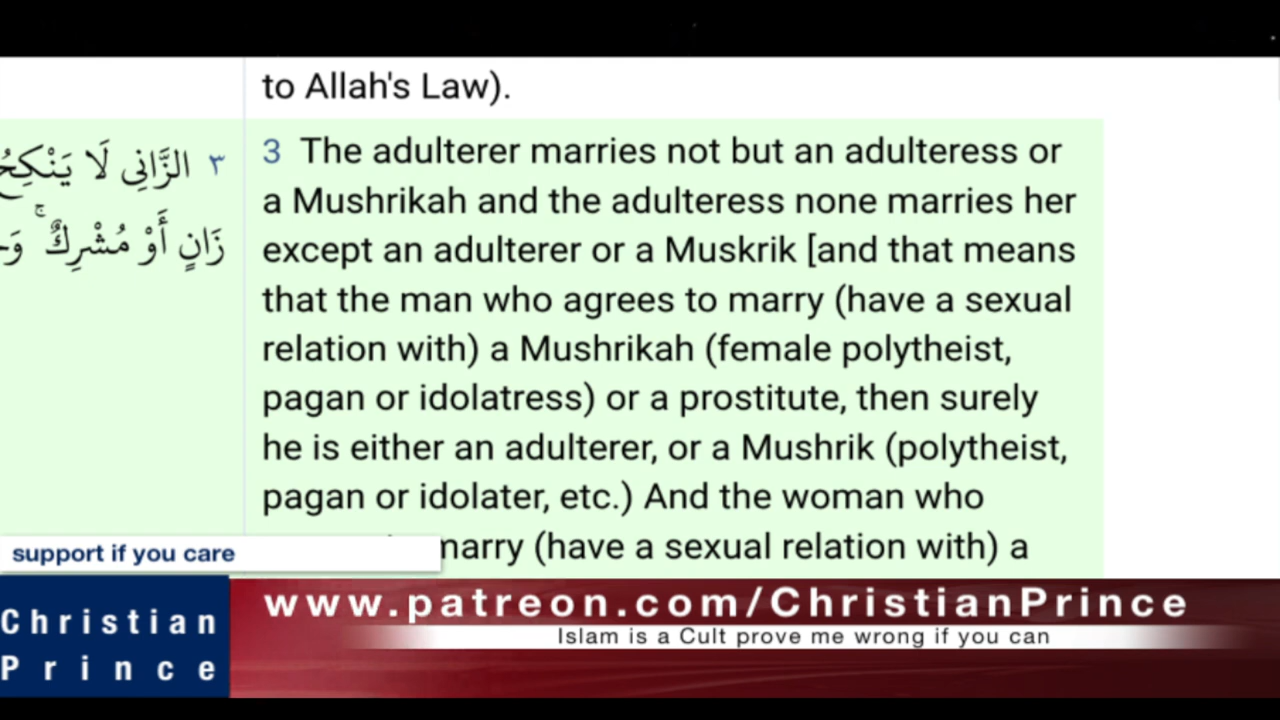 to Allah's Law).
3 The adulterer marries not but an adulteress or
a Mushrikah and the adulteress none marries her
except an adulterer or a Muskrik [and that means
that the man who agrees to marry (have a sexual
relation with) a Mushrikah (female polytheist,
pagan or idolatress) or a prostitute, then surely
he is either an adulterer, or a Mushrik (polytheist,
pagan or idolater, etc.) And the woman who
marry (have a sexual relation with) a
٣ الزَّانِى لَا
زَانٍ أَوْ مُشْرِكٌ ۚ
support if you care
Christian
Prince
www.patreon.com/ChristianPrince
Islam is a Cult prove me wrong if you can